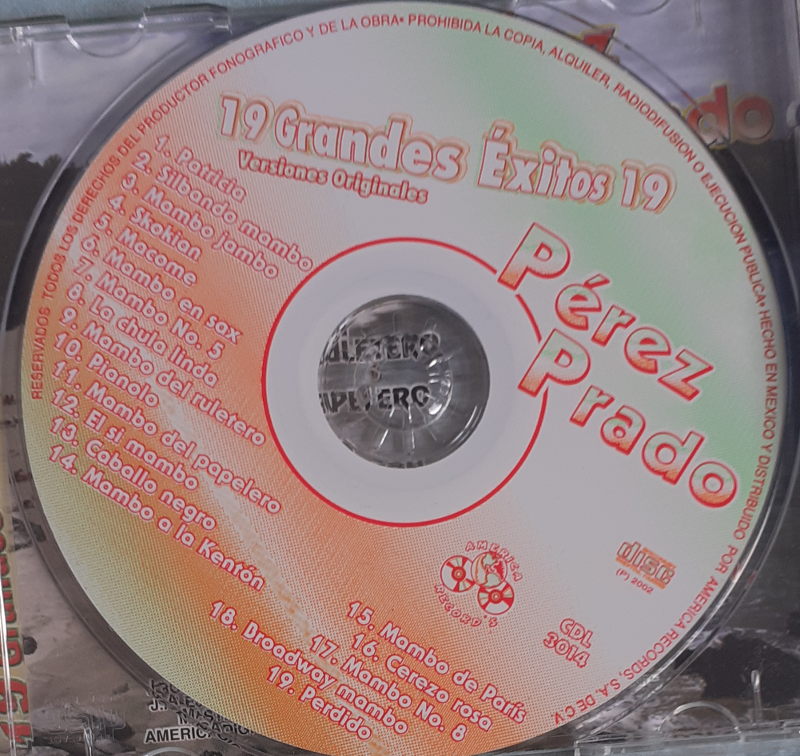 RESERVADOS TODOS LOS DERECHOS DEL PRODUCTOR FONOGRAFICO Y DE LA OBRA • PROHIBIDA LA COPIA, ALQUILER, RADIODIFUSION O EJECUCION PUBLICA • HECHO EN MEXICO Y DISTRIBUIDO POR AMERICA RECORDS, S.A. DE C.V.
19 Grandes Éxitos 19
Versiones Originales
Pérez
Prado
1. Patricia
2. Silbando mambo
3. Mambo jambo
4. Skokian
5. Macome
6. Mambo en sax
7. Mambo No. 5
8. La chula linda
9. Mambo del ruletero
10. Pianolo
11. Mambo del papelero
12. El si mambo
13. Caballo negro
14. Mambo a la Kentón
15. Mambo de París
16. Cerezo rosa
17. Mambo No. 8
18. Broadway mambo
19. Perdido
AMERICA
RECORD'S
disc
(P) 2002
CDL
3014